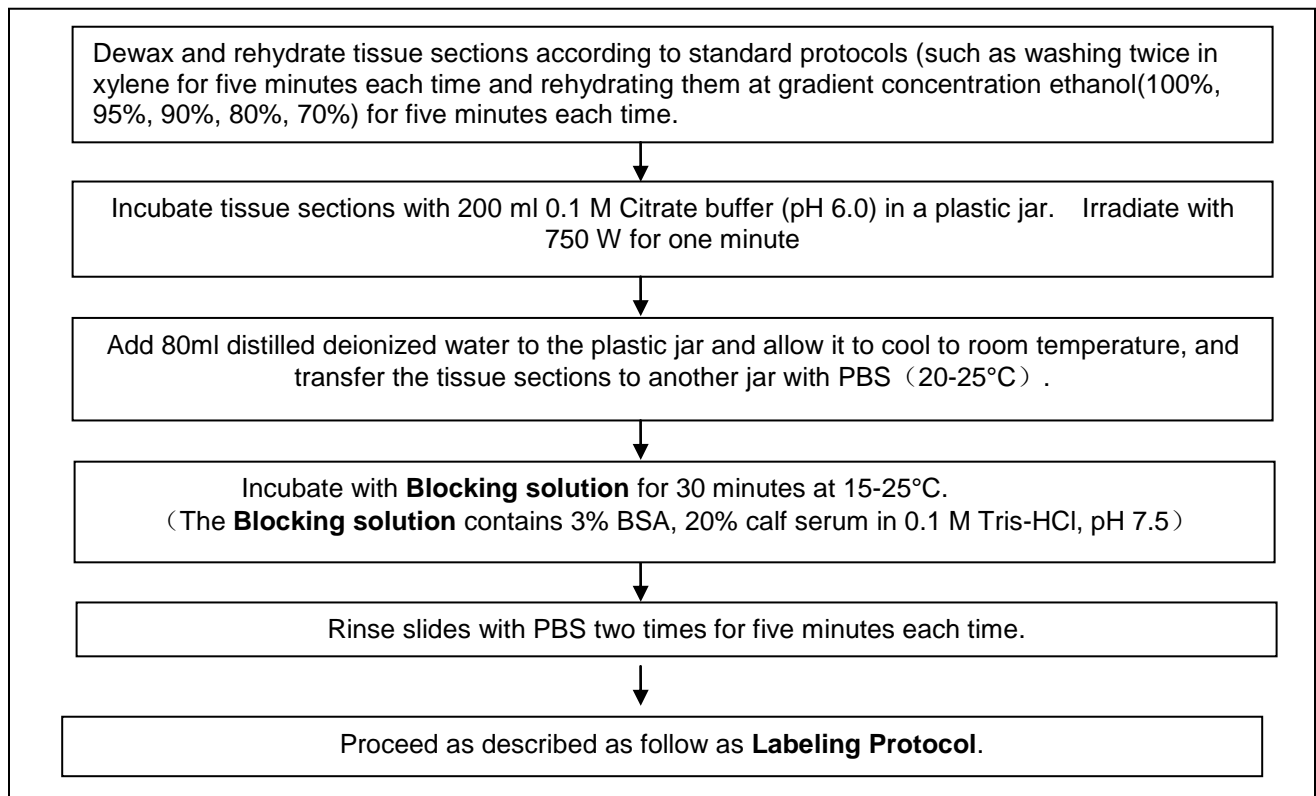 Dewax and rehydrate tissue sections according to standard protocols (such as washing twice in
xylene for five minutes each time and rehydrating them at gradient concentration ethanol(100%,
95%, 90%, 80%, 70%) for five minutes each time.
Incubate tissue sections with 200 ml 0.1 M Citrate buffer (pH 6.0) in a plastic jar. Irradiate with
750 W for one minute
Add 80ml distilled deionized water to the plastic jar and allow it to cool to room temperature, and
transfer the tissue sections to another jar with PBS（20-25°C）.
Incubate with Blocking solution for 30 minutes at 15-25°C.
（The Blocking solution contains 3% BSA, 20% calf serum in 0.1 M Tris-HCl, pH 7.5）
Rinse slides with PBS two times for five minutes each time.
Proceed as described as follow as Labeling Protocol.